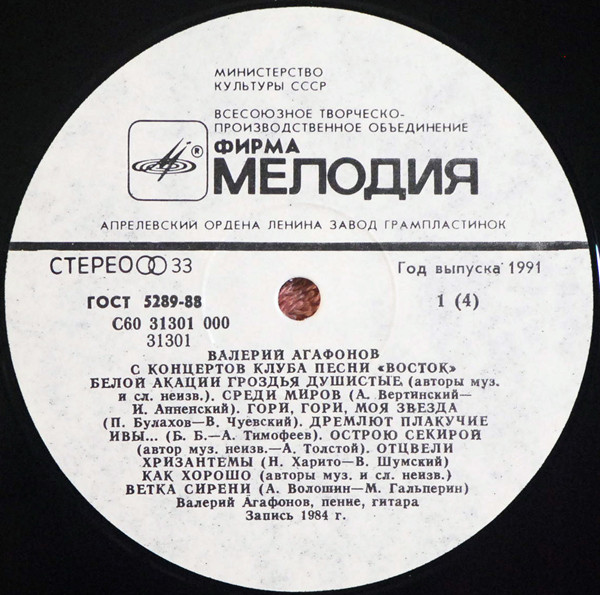 МИНИСТЕРСТВО
КУЛЬТУРЫ СССР
ВСЕСОЮЗНОЕ ТВОРЧЕСКО-
ПРОИЗВОДСТВЕННОЕ ОБЪЕДИНЕНИЕ
ФИРМА
® МЕЛОДИЯ
АПРЕЛЕВСКИЙ ОРДЕНА ЛЕНИНА ЗАВОД ГРАМПЛАСТИНОК
СТЕРЕО 33
Год выпуска 1991
ГОСТ 5289-88
1 (4)
С60 31301 000
31301
ВАЛЕРИЙ АГАФОНОВ
С КОНЦЕРТОВ КЛУБА ПЕСНИ «ВОСТОК»
БЕЛОЙ АКАЦИИ ГРОЗДЬЯ ДУШИСТЫЕ (авторы муз.
и сл. неизв.). СРЕДИ МИРОВ (А. Вертинский—
И. Анненский). ГОРИ, ГОРИ, МОЯ ЗВЕЗДА
(П. Булахов—В. Чуевский). ДРЕМЛЮТ ПЛАКУЧИЕ
ИВЫ... (Б. Б.—А. Тимофеев). ОСТРОЮ СЕКИРОЙ
(автор муз. неизв.—А. Толстой). ОТЦВЕЛИ
ХРИЗАНТЕМЫ (Н. Харито—В. Шумский)
КАК ХОРОШО (авторы муз. и сл. неизв.)
ВЕТКА СИРЕНИ (А. Волошин—М. Гальперин)
Валерий Агафонов, пение, гитара
Запись 1984 г.